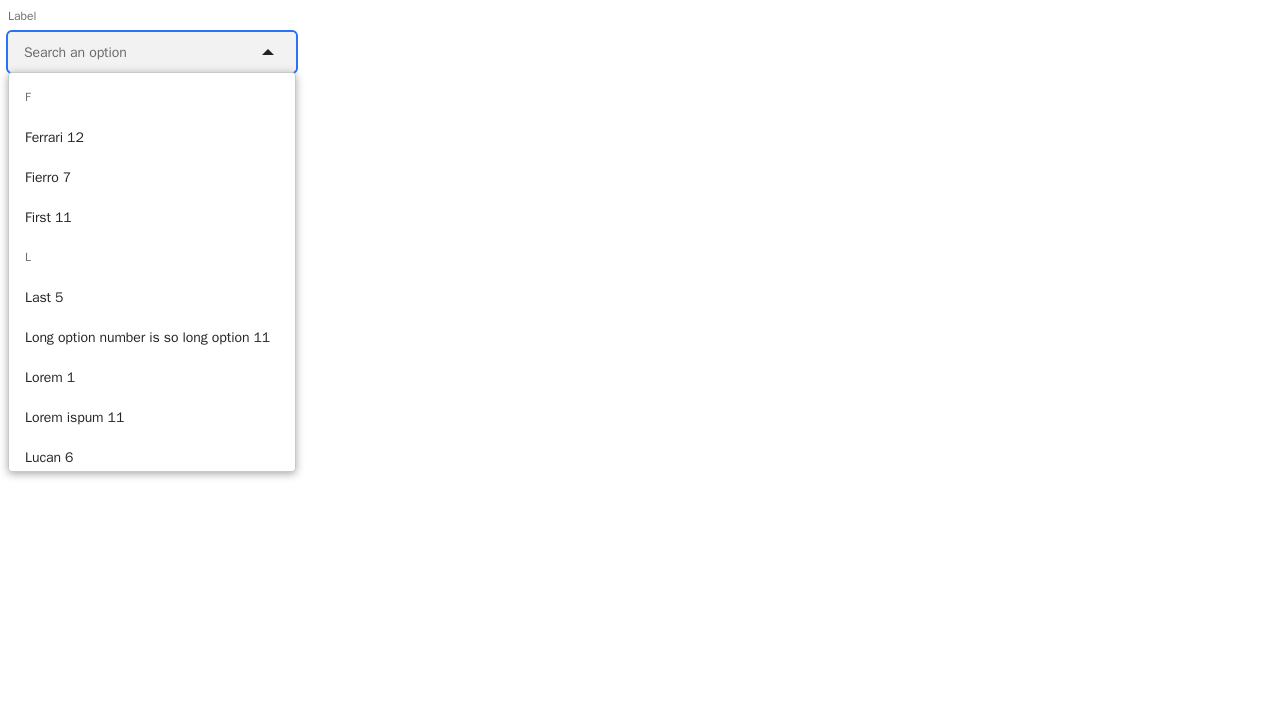 Label
Search an option
F
Ferrari 12
Fierro 7
First 11
L
Last 5
Long option number is so long option 11
Lorem 1
Lorem ispum 11
Lucan 6